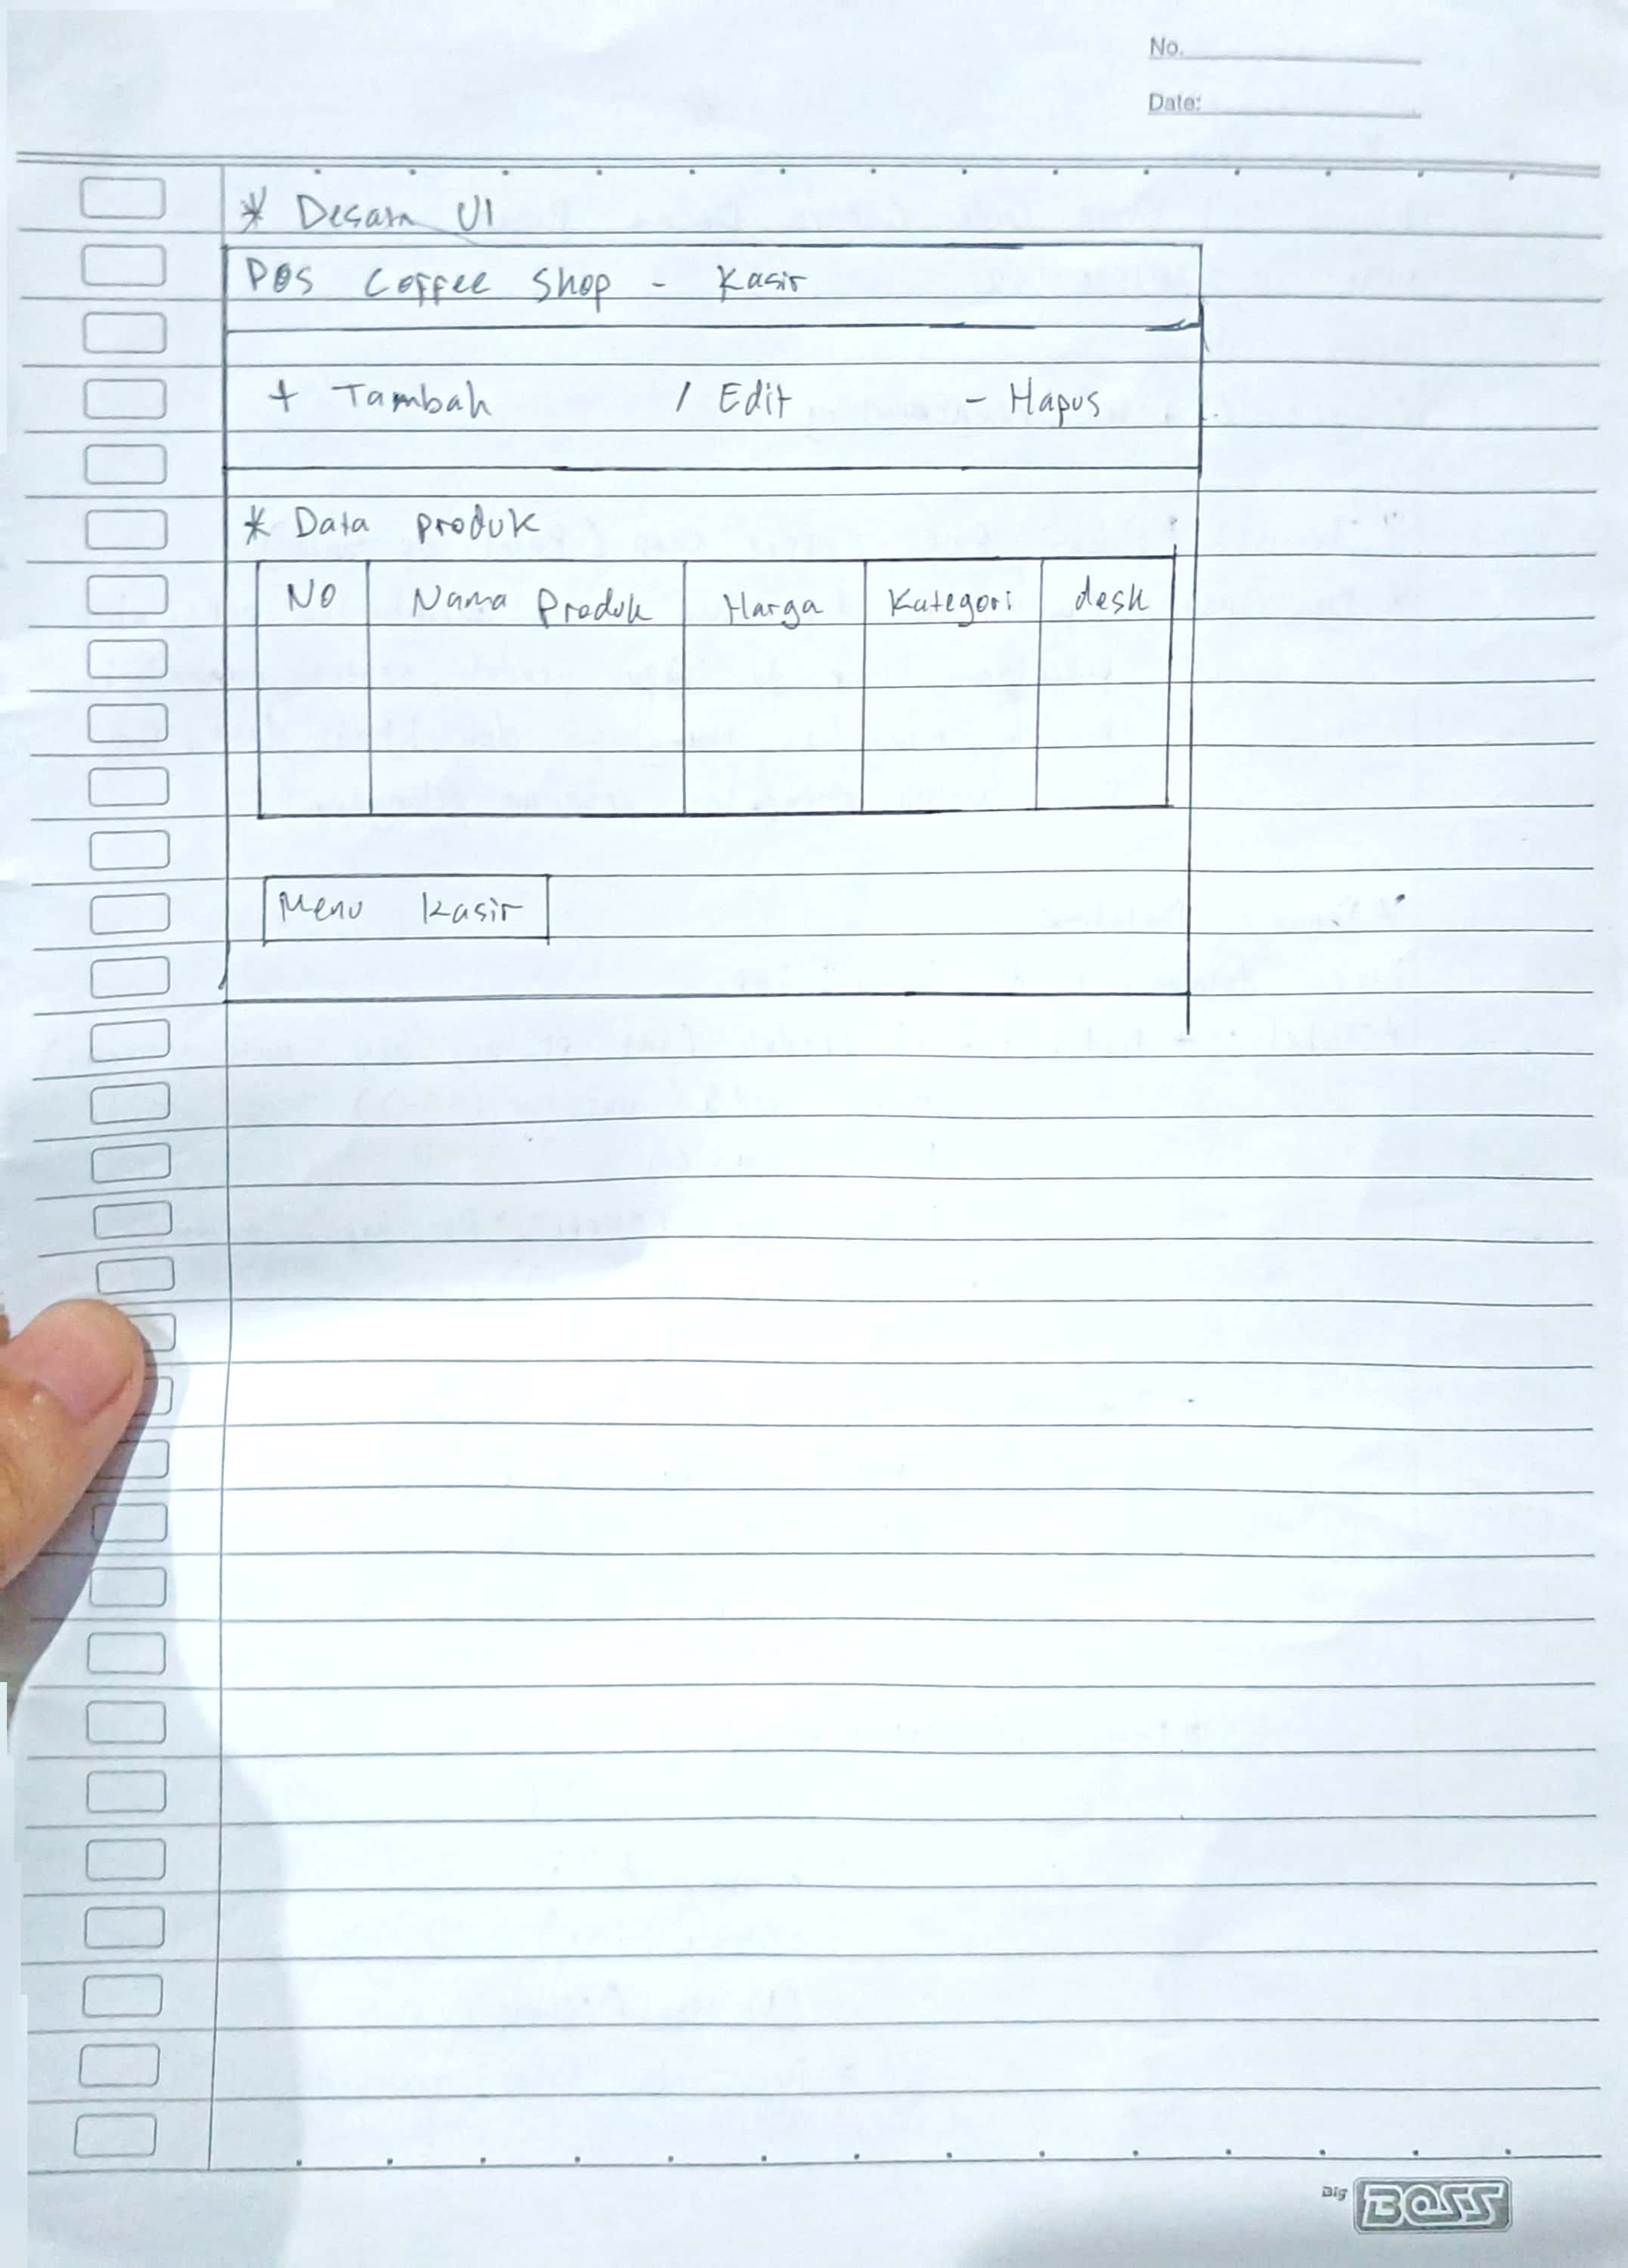 No.
Date:
* Desain UI
POS Coffee Shop - Kasir
+ Tambah / Edit - Hapus
* Data produk
NO Nama Produk Harga Kategori desk
Menu Kasir
Big BOSS